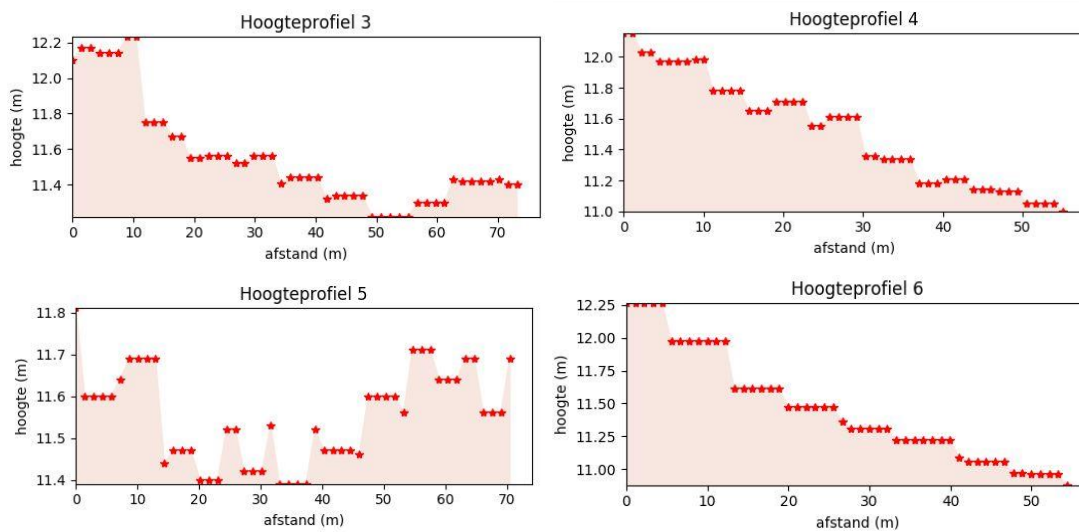 Hoogteprofiel 3
12.2
12.0
11.8
11.6
11.4
hoogte (m)
0 10 20 30 40 50 60 70
afstand (m)
Hoogteprofiel 4
12.0
11.8
11.6
11.4
11.2
11.0
hoogte (m)
0 10 20 30 40 50
afstand (m)
Hoogteprofiel 5
11.8
11.7
11.6
11.5
11.4
hoogte (m)
0 10 20 30 40 50 60 70
afstand (m)
Hoogteprofiel 6
12.25
12.00
11.75
11.50
11.25
11.00
hoogte (m)
0 10 20 30 40 50
afstand (m)